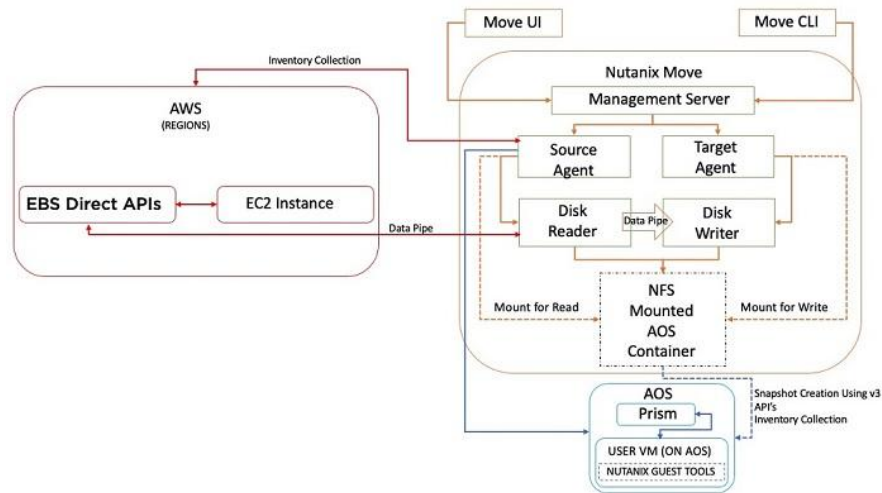 Move UI
Move CLI
Inventory Collection
Nutanix Move
Management Server
AWS
(REGIONS)
Source
Agent
Target
Agent
EBS Direct APIs
EC2 Instance
Disk
Reader
Data Pipe
Disk
Writer
Data Pipe
NFS
Mounted
AOS
Container
Mount for Read
Mount for Write
AOS
Prism
Snapshot Creation Using v3
API's
Inventory Collection
USER VM (ON AOS)
NUTANIX GUEST TOOLS